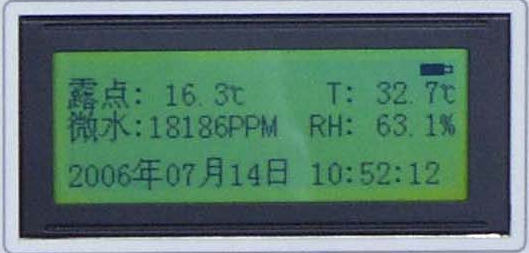 露点: 16.3℃ T: 32.7℃
微水:18186PPM RH: 63.1%
2006年07月14日 10:52:12